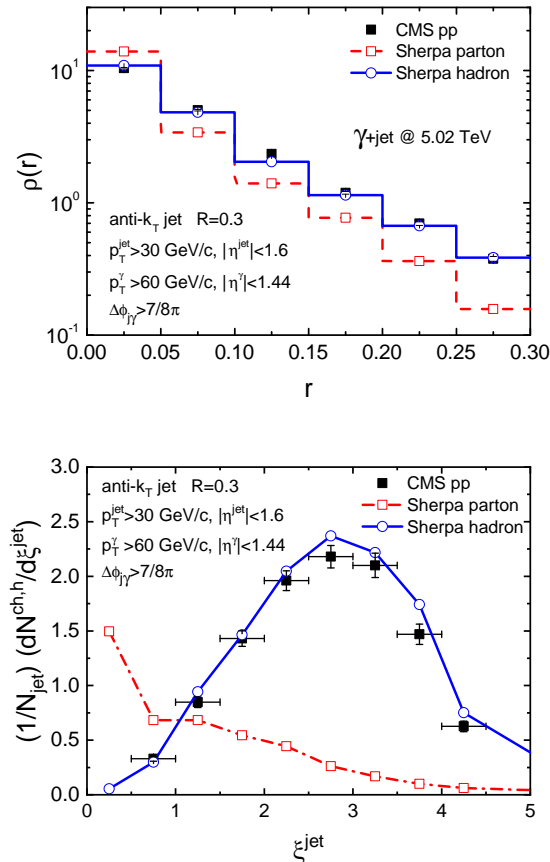 CMS pp
Sherpa parton
Sherpa hadron
γ+jet @ 5.02 TeV
anti-k_T jet R=0.3
p_T^jet>30 GeV/c, |η^jet|<1.6
p_T^γ>60 GeV/c, |η^γ|<1.44
Δϕ_jγ>7/8π
ρ(r)
10^1
10^0
10^-1
0.00 0.05 0.10 0.15 0.20 0.25 0.30
r
anti-k_T jet R=0.3
p_T^jet>30 GeV/c, |η^jet|<1.6
p_T^γ>60 GeV/c, |η^γ|<1.44
Δϕ_jγ>7/8π
CMS pp
Sherpa parton
Sherpa hadron
(1/N_jet) (dN^ch,h/dξ^jet)
3.0
2.5
2.0
1.5
1.0
0.5
0.0
0 1 2 3 4 5
ξ^jet